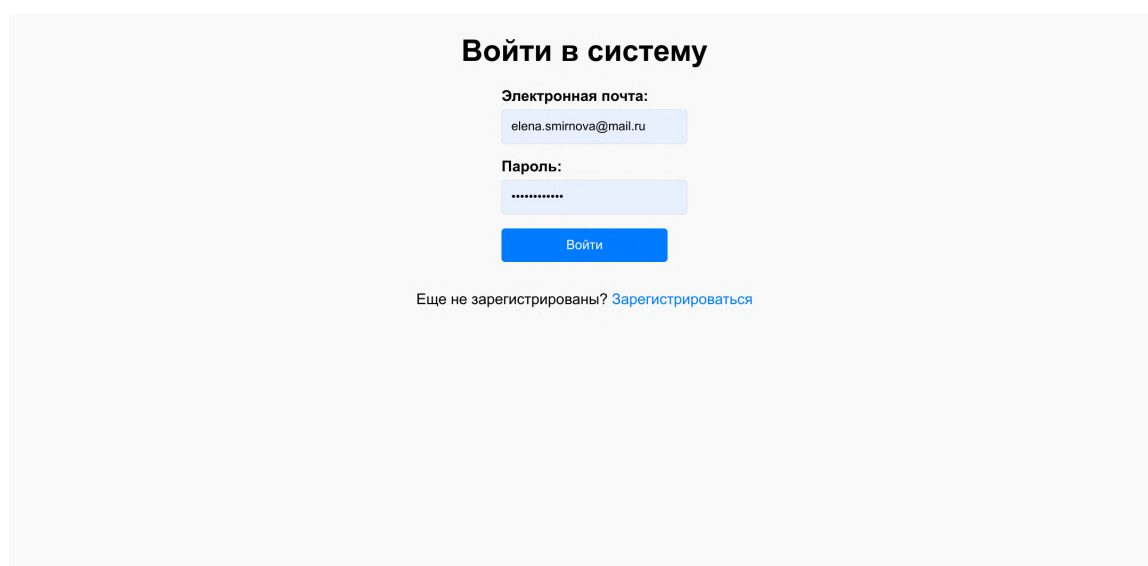 Войти в систему
Электронная почта:
elena.smirnova@mail.ru
Пароль:
••••••••••••
Войти
Еще не зарегистрированы? Зарегистрироваться